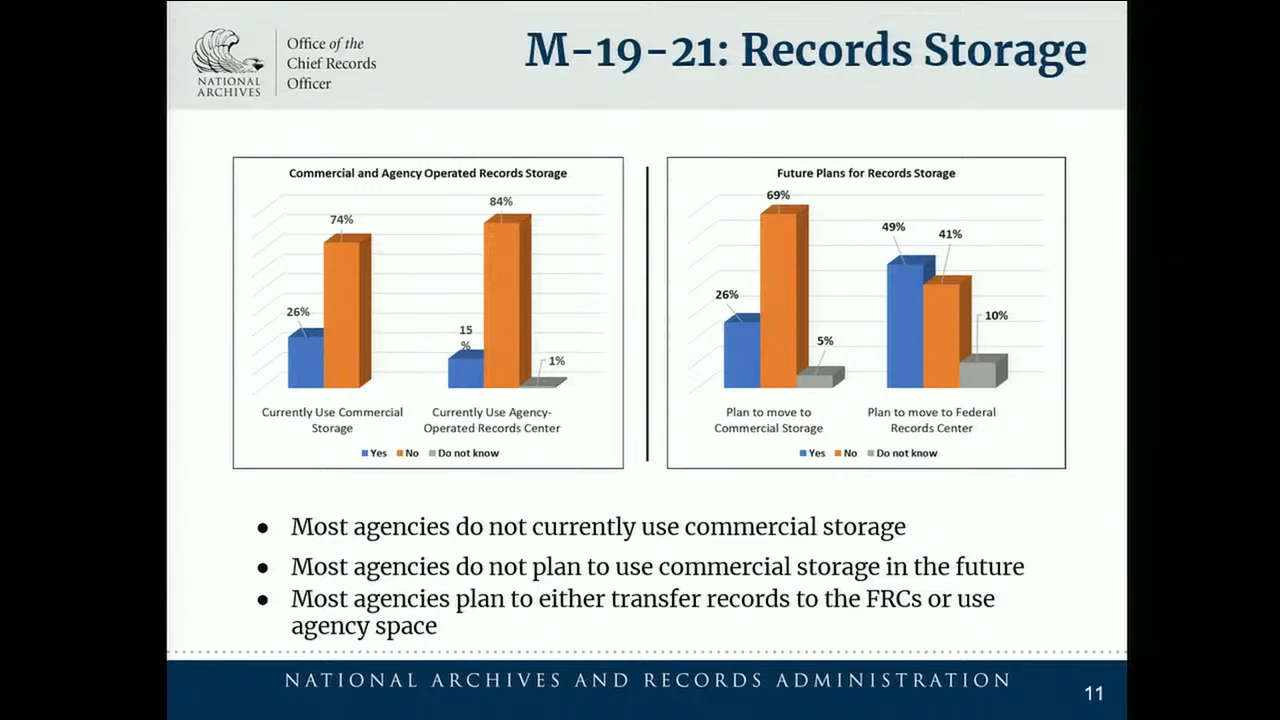 NATIONAL
ARCHIVES
Office of the
Chief Records
Officer
M-19-21: Records Storage
Commercial and Agency Operated Records Storage
74%
84%
26%
15
%
1%
Currently Use Commercial
Storage
Currently Use Agency-
Operated Records Center
Yes No Do not know
Future Plans for Records Storage
69%
49%
41%
26%
5%
10%
Plan to move to
Commercial Storage
Plan to move to Federal
Records Center
Yes No Do not know
● Most agencies do not currently use commercial storage
● Most agencies do not plan to use commercial storage in the future
● Most agencies plan to either transfer records to the FRCs or use
agency space
NATIONAL ARCHIVES AND RECORDS ADMINISTRATION
11